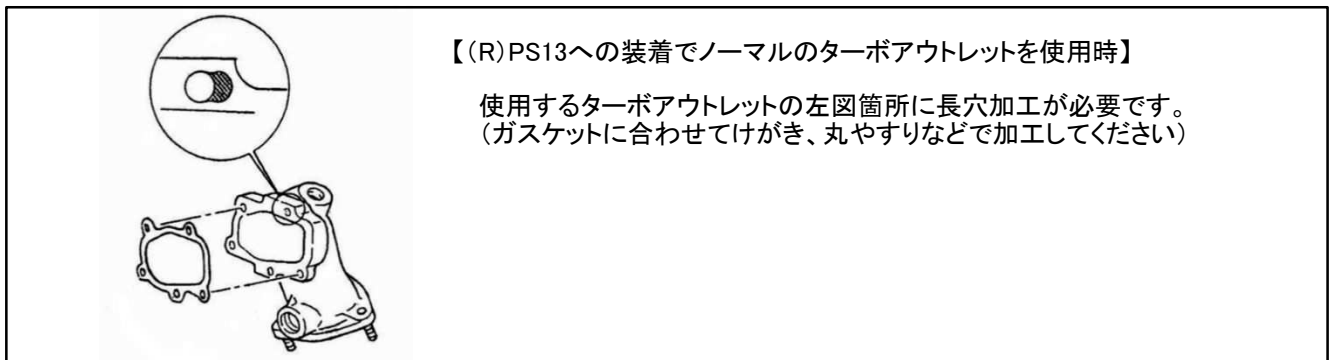 【(R)PS13への装着でノーマルのターボアウトレットを使用時】
使用するターボアウトレットの左図箇所に長穴加工が必要です。
(ガスケットに合わせてけがき、丸やすりなどで加工してください)